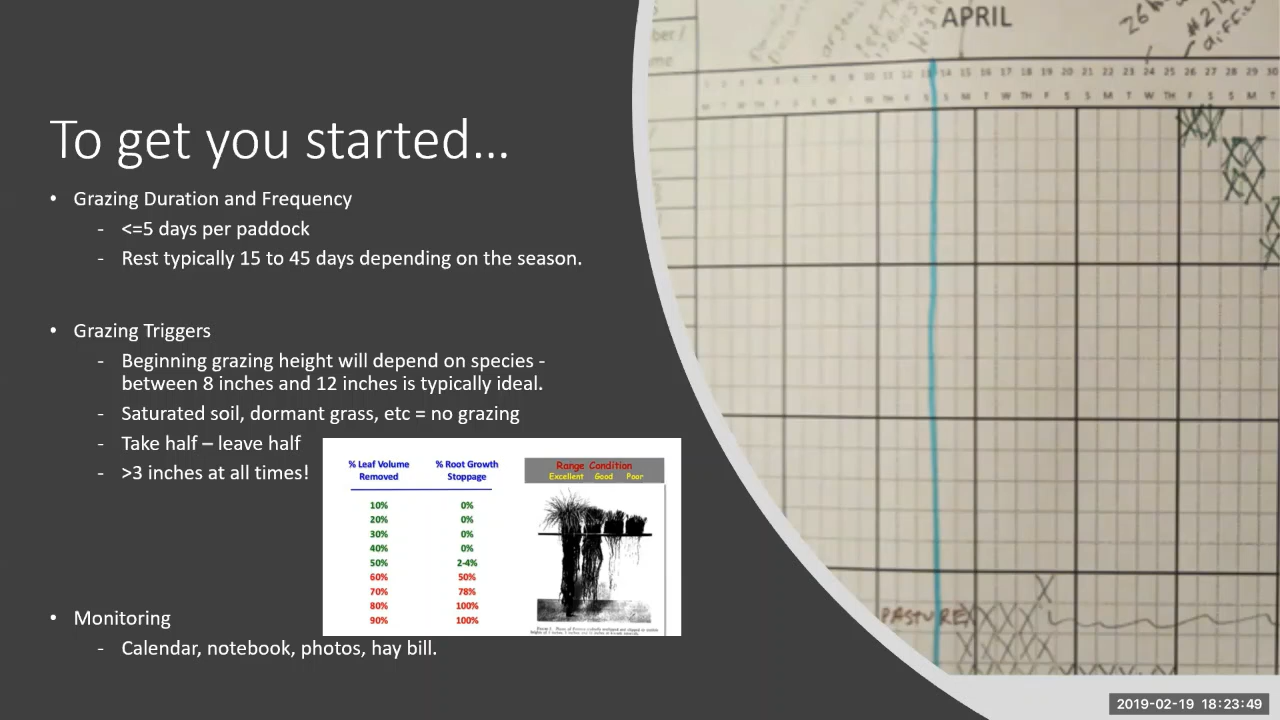 To get you started...
• Grazing Duration and Frequency
- <=5 days per paddock
- Rest typically 15 to 45 days depending on the season.
• Grazing Triggers
- Beginning grazing height will depend on species -
between 8 inches and 12 inches is typically ideal.
- Saturated soil, dormant grass, etc = no grazing
- Take half – leave half
- >3 inches at all times!
% Leaf Volume Removed % Root Growth Stoppage
10% 0%
20% 0%
30% 0%
40% 0%
50% 2-4%
60% 50%
70% 78%
80% 100%
90% 100%
Range Condition
Excellent Good Poor
• Monitoring
- Calendar, notebook, photos, hay bill.
APRIL
14 15 16 17 18 19 20 21 22 23 24 25 26 27 28 29 30
S M T W TH F S S M T W TH F S S M T
PASTURE
2019-02-19 18:23:49